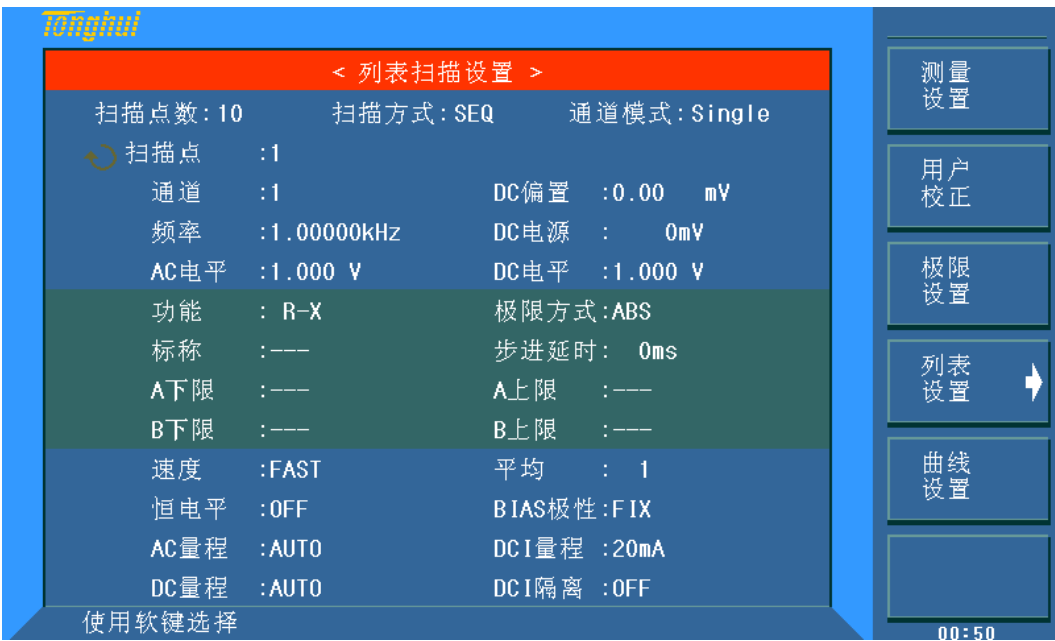 Tonghui
< 列表扫描设置 >
扫描点数:10 扫描方式:SEQ 通道模式:Single
扫描点 :1
通道 :1 DC偏置 :0.00 mV
频率 :1.00000kHz DC电源 : 0mV
AC电平 :1.000 V DC电平 :1.000 V
功能 : R-X 极限方式:ABS
标称 :--- 步进延时: 0ms
A下限 :--- A上限 :---
B下限 :--- B上限 :---
速度 :FAST 平均 : 1
恒电平 :OFF BIAS极性:FIX
AC量程 :AUTO DCI量程 :20mA
DC量程 :AUTO DCI隔离 :OFF
使用软键选择
测量
设置
用户
校正
极限
设置
列表
设置
曲线
设置
00:50